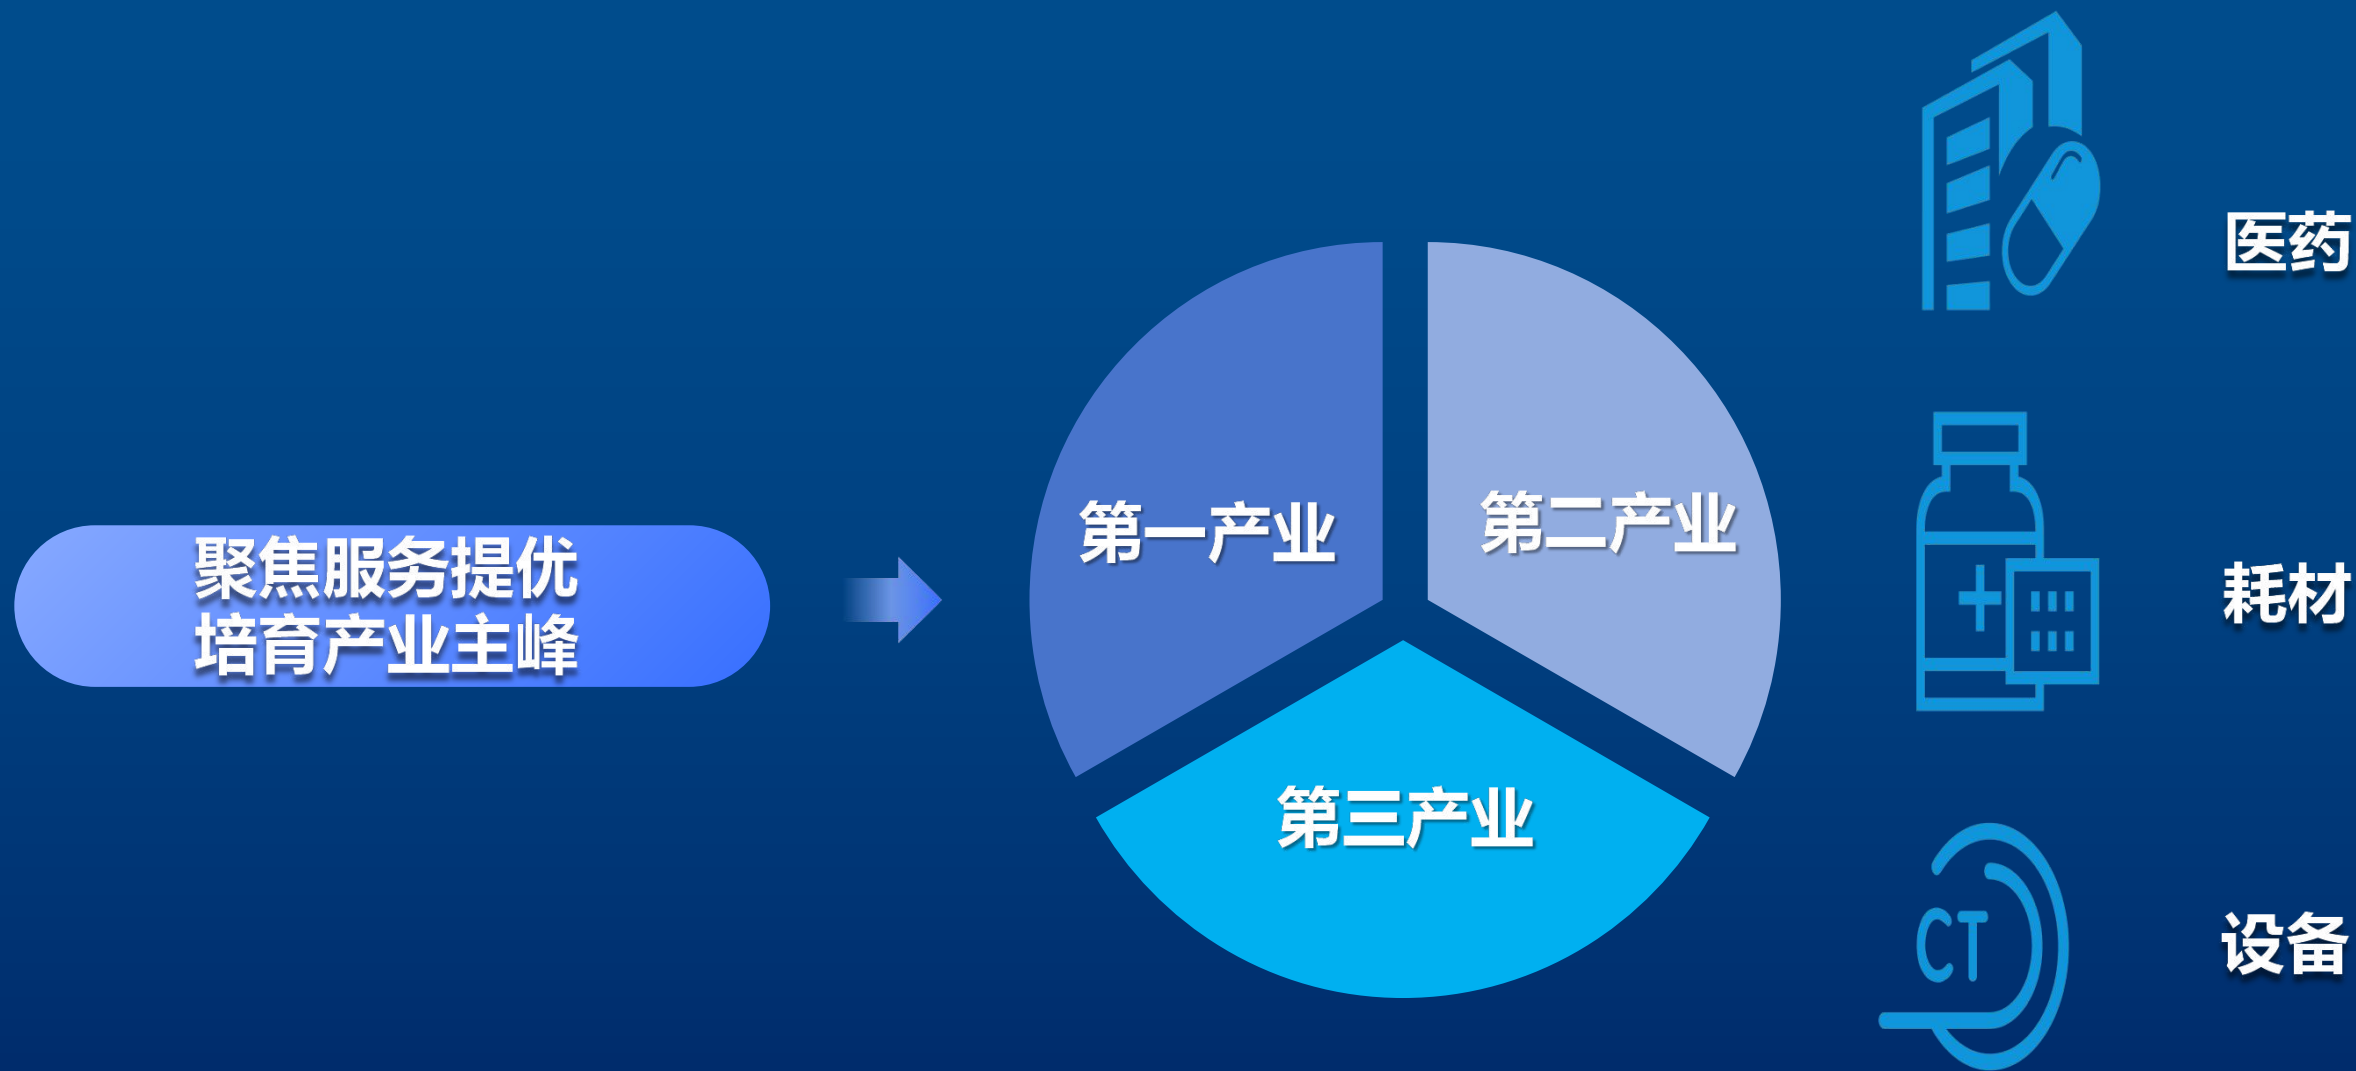 聚焦服务提优
培育产业主峰
第一产业
第二产业
第三产业
医药
耗材
CT
设备